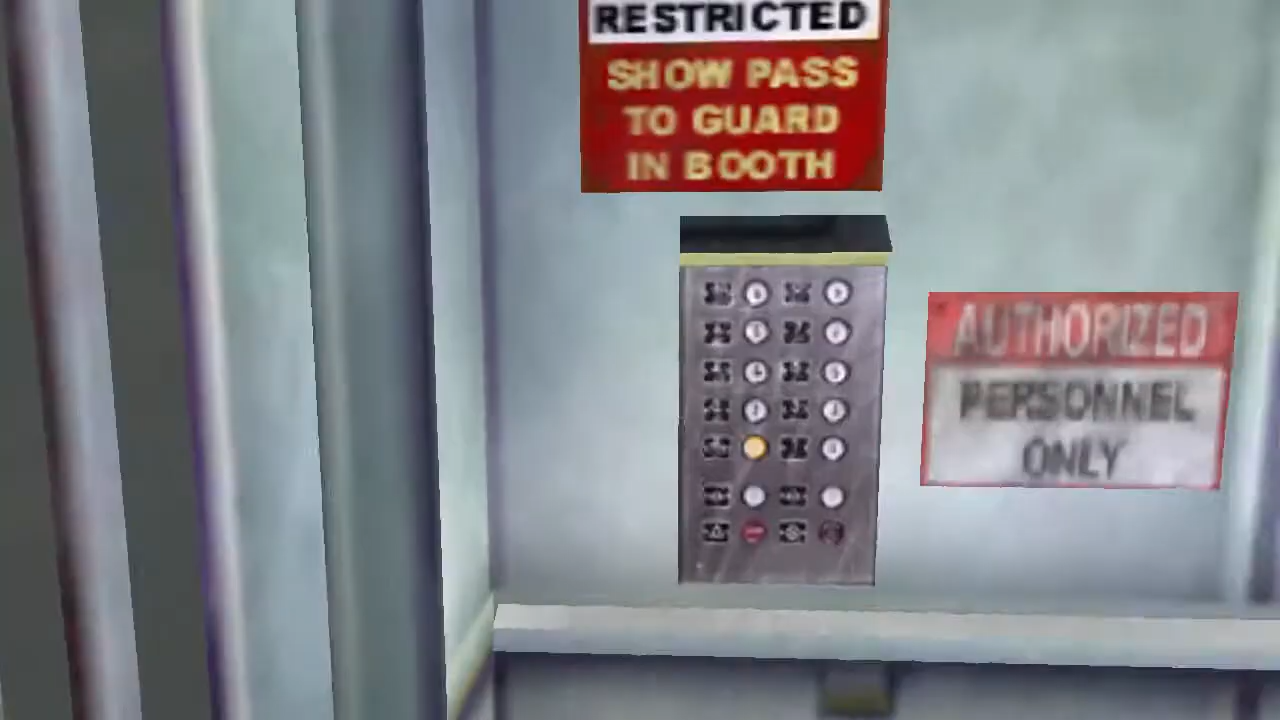 RESTRICTED
SHOW PASS
TO GUARD
IN BOOTH
AUTHORIZED
PERSONNEL
ONLY